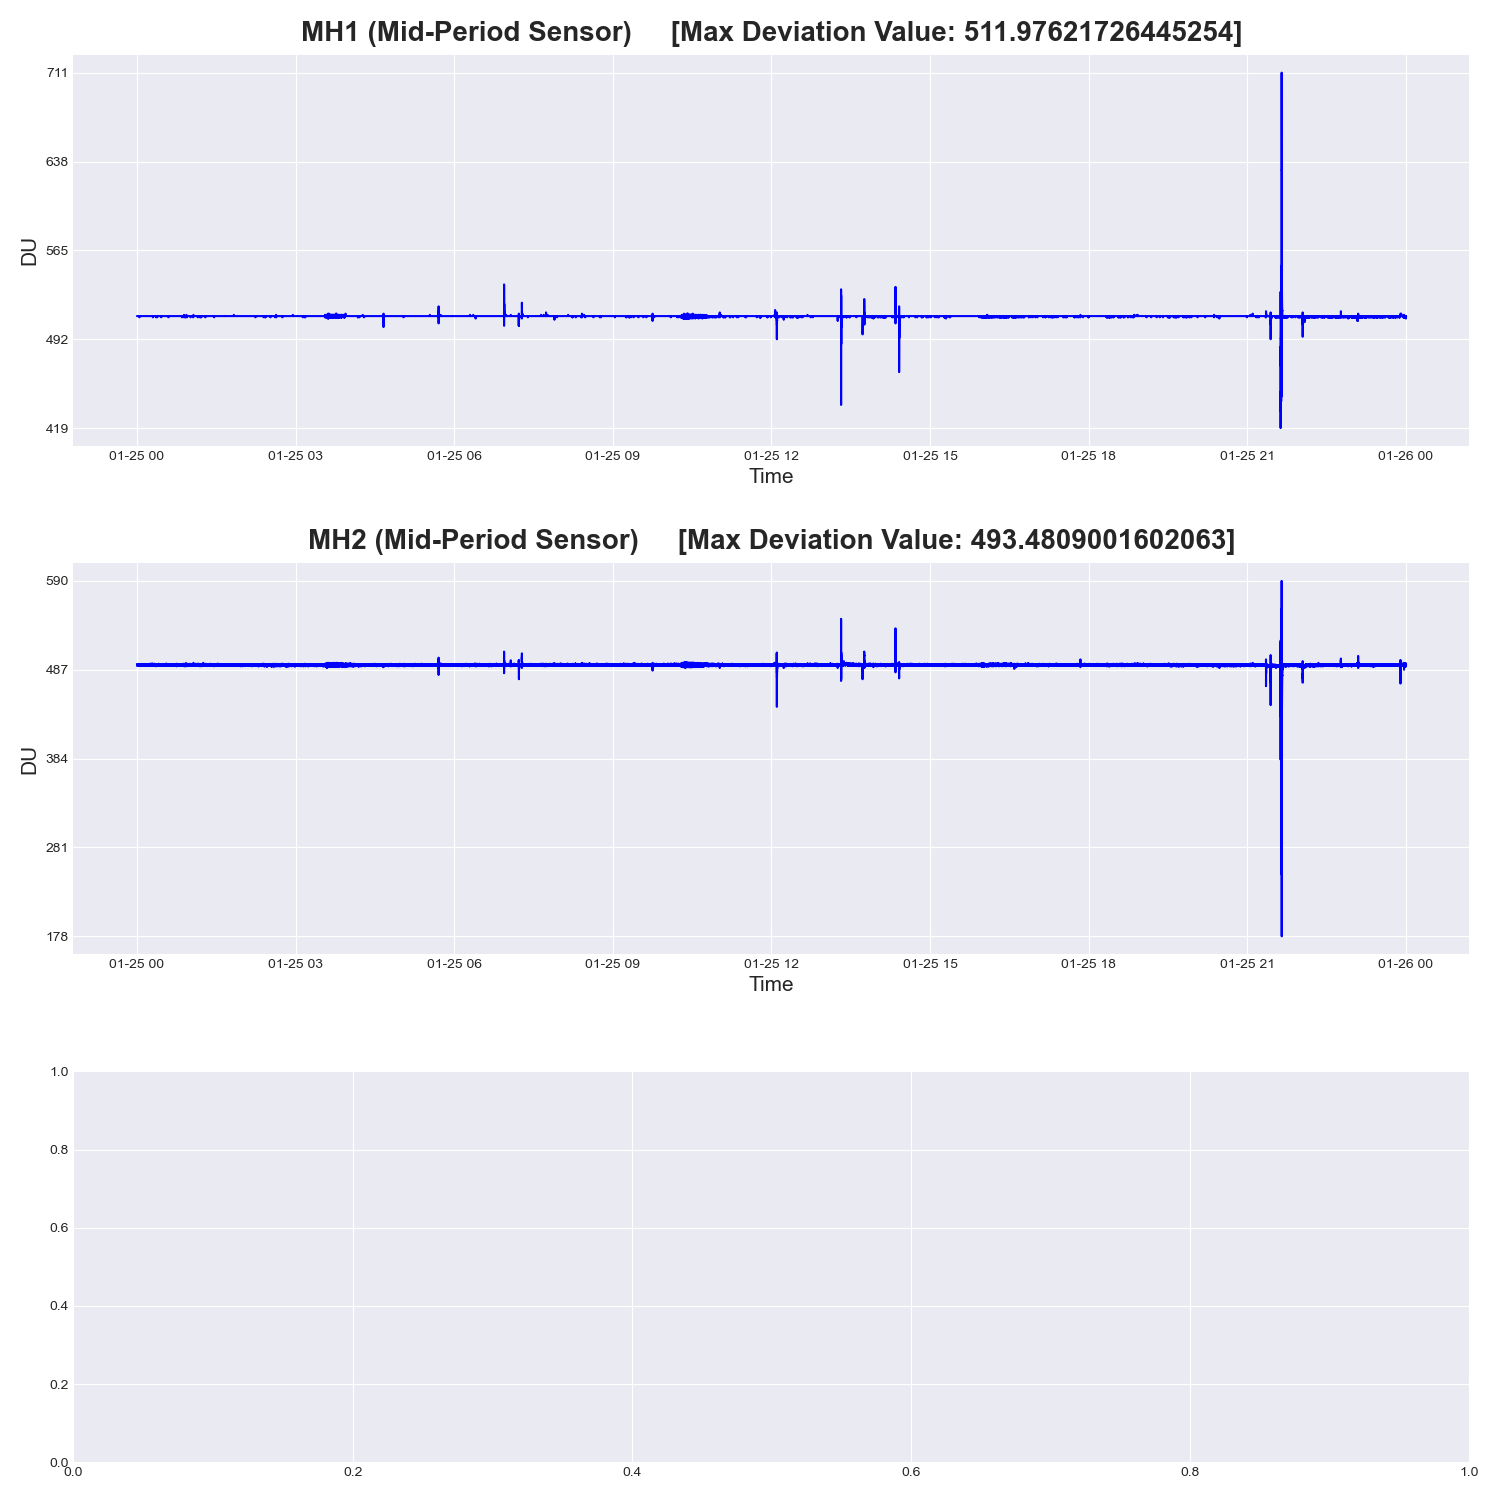 MH1 (Mid-Period Sensor) [Max Deviation Value: 511.97621726445254]
711
638
565
492
419
DU
01-25 00 01-25 03 01-25 06 01-25 09 01-25 12 01-25 15 01-25 18 01-25 21 01-26 00
Time
MH2 (Mid-Period Sensor) [Max Deviation Value: 493.4809001602063]
590
487
384
281
178
DU
01-25 00 01-25 03 01-25 06 01-25 09 01-25 12 01-25 15 01-25 18 01-25 21 01-26 00
Time
1.0
0.8
0.6
0.4
0.2
0.0
0.0 0.2 0.4 0.6 0.8 1.0